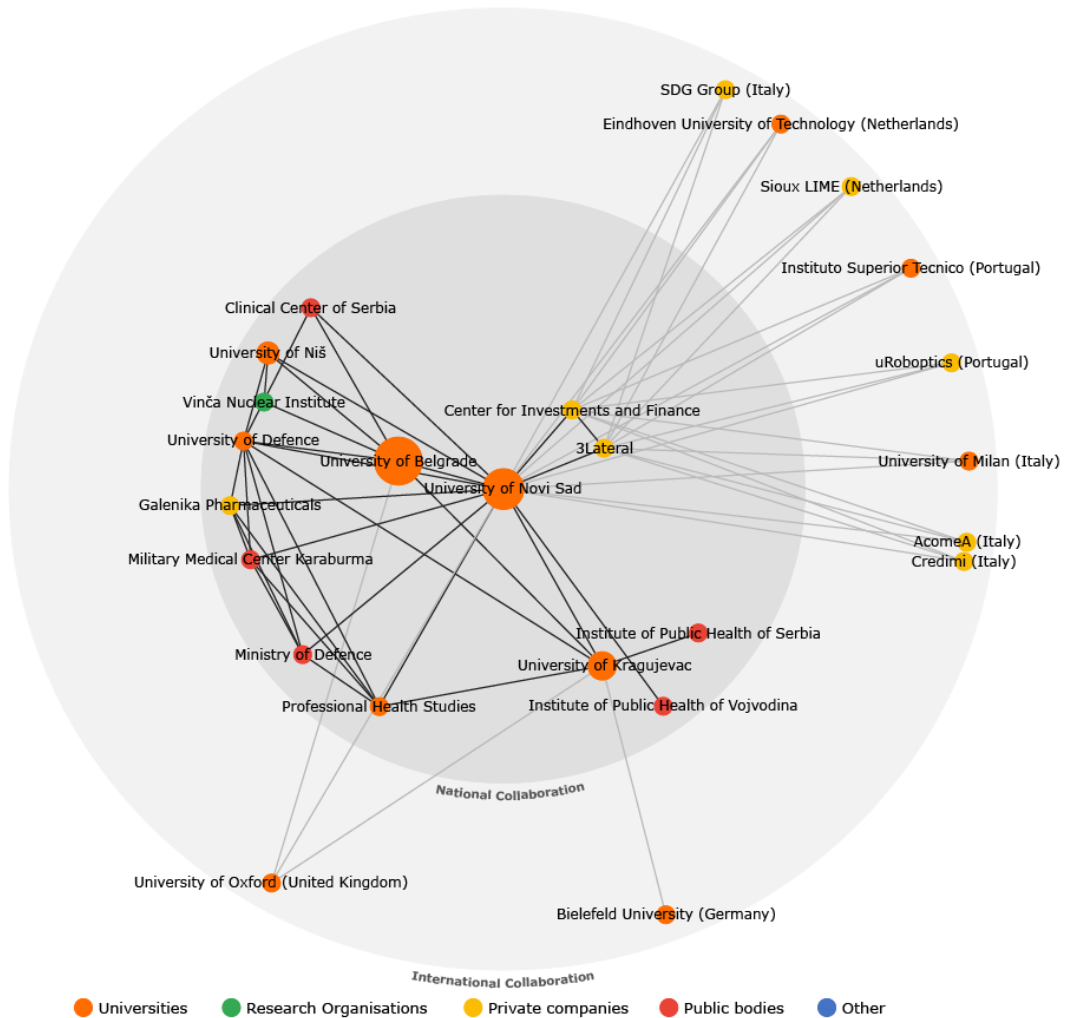 SDG Group (Italy)
Eindhoven University of Technology (Netherlands)
Sioux LIME (Netherlands)
Instituto Superior Tecnico (Portugal)
Clinical Center of Serbia
University of Niš
uRoboptics (Portugal)
Vinča Nuclear Institute
Center for Investments and Finance
University of Defence
3Lateral
University of Belgrade
University of Milan (Italy)
University of Novi Sad
Galenika Pharmaceuticals
AcomeA (Italy)
Military Medical Center Karaburma
Credimi (Italy)
Institute of Public Health of Serbia
Ministry of Defence
University of Kragujevac
Professional Health Studies
Institute of Public Health of Vojvodina
National Collaboration
University of Oxford (United Kingdom)
Bielefeld University (Germany)
International Collaboration
Universities
Research Organisations
Private companies
Public bodies
Other